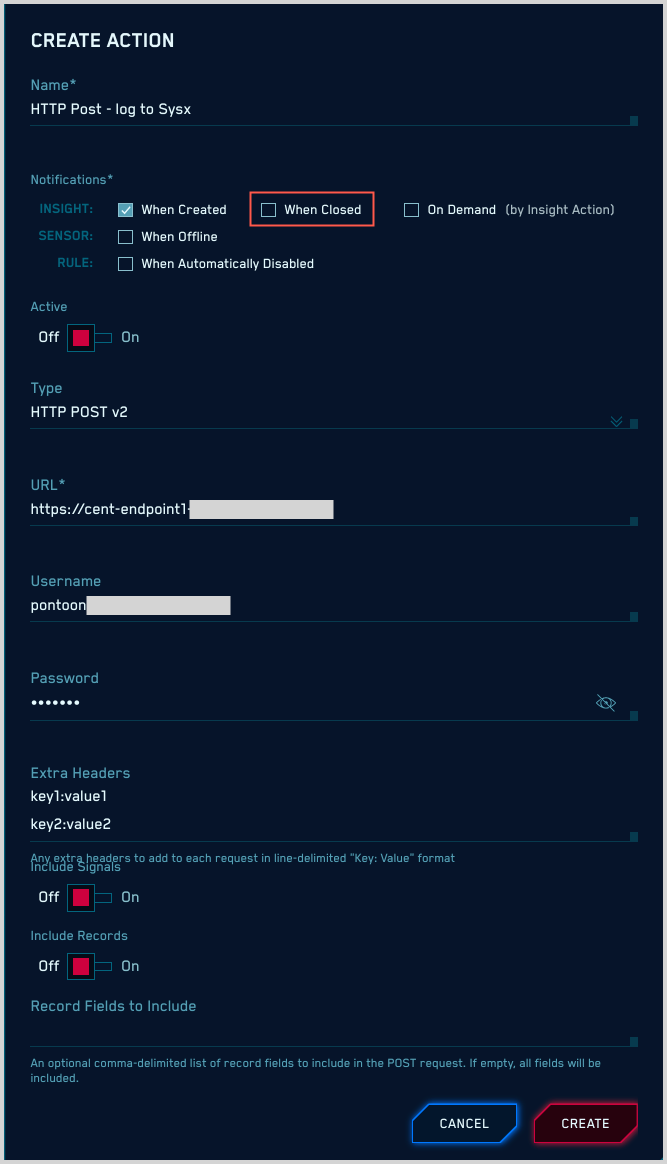 CREATE ACTION
Name*
HTTP Post - log to Sysx
Notifications*
INSIGHT: When Created When Closed On Demand (by Insight Action)
SENSOR: When Offline
RULE: When Automatically Disabled
Active
Off On
Type
HTTP POST v2
URL*
https://cent-endpoint1-
Username
pontoon
Password
•••••••
Extra Headers
key1:value1
key2:value2
Any extra headers to add to each request in line-delimited "Key: Value" format
Include Signals
Off On
Include Records
Off On
Record Fields to Include
An optional comma-delimited list of record fields to include in the POST request. If empty, all fields will be
included.
CANCEL CREATE